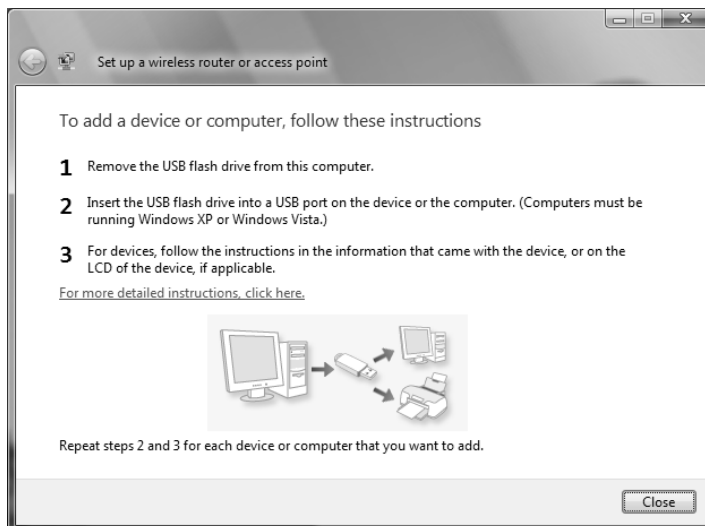 Set up a wireless router or access point
To add a device or computer, follow these instructions
1 Remove the USB flash drive from this computer.
2 Insert the USB flash drive into a USB port on the device or the computer. (Computers must be
running Windows XP or Windows Vista.)
3 For devices, follow the instructions in the information that came with the device, or on the
LCD of the device, if applicable.
For more detailed instructions, click here.
Repeat steps 2 and 3 for each device or computer that you want to add.
Close